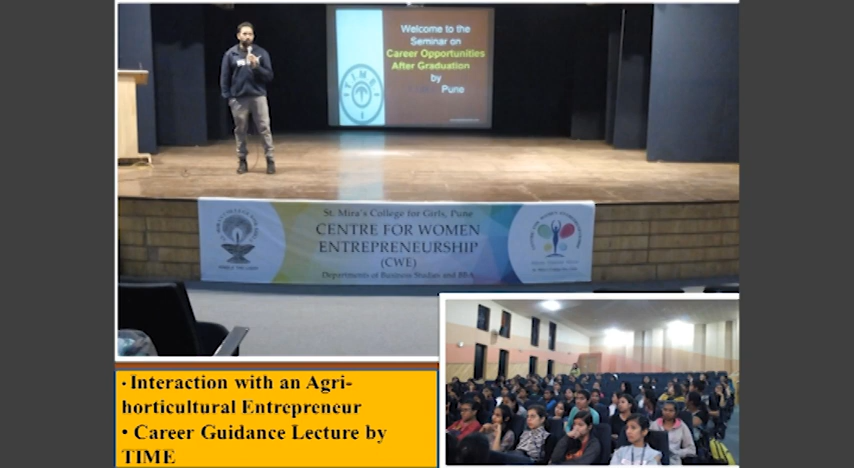 Welcome to the
Seminar on
Career Opportunities
After Graduation
by
Pune
T.I.M.E.
St. Mira's College for Girls, Pune
CENTRE FOR WOMEN
ENTREPRENEURSHIP
(CWE)
Departments of Business Studies and BBA
• Interaction with an Agri-
horticultural Entrepreneur
• Career Guidance Lecture by
TIME